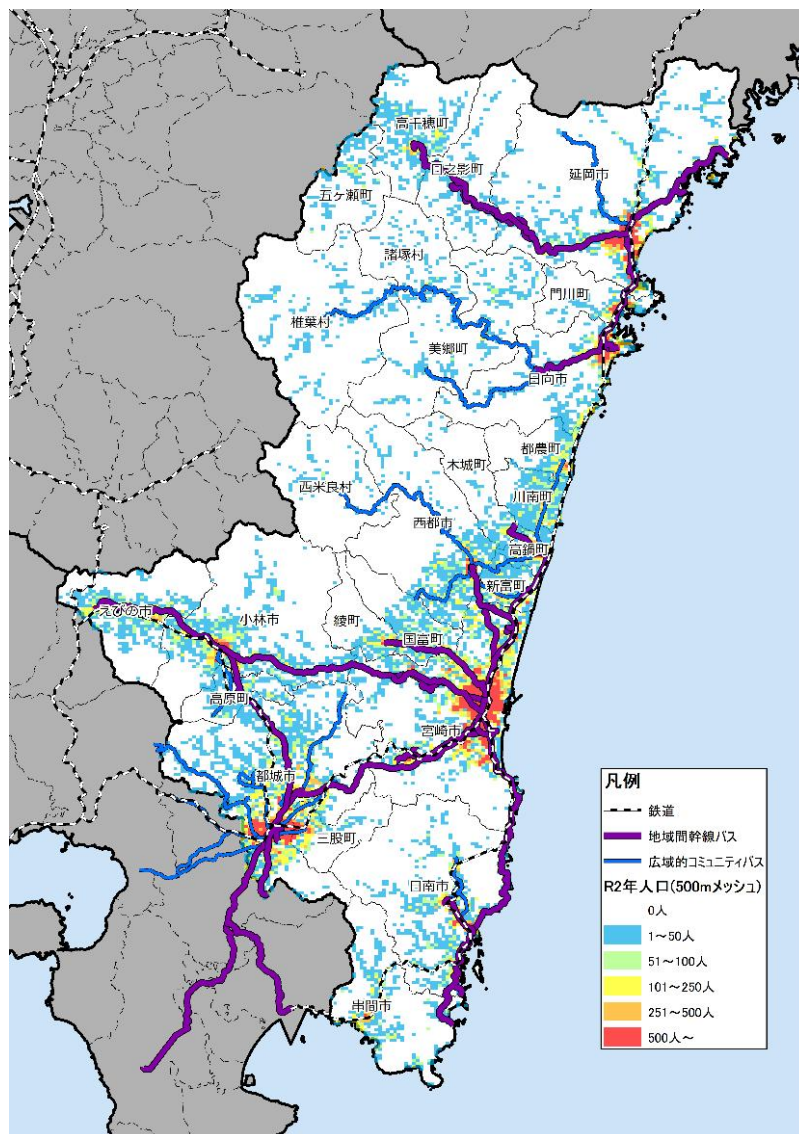 高千穂町
日之影町
延岡市
五ヶ瀬町
諸塚村
門川町
椎葉村
美郷町
日向市
都農町
木城町
川南町
西米良村
西都市
高鍋町
新富町
えびの市
小林市
綾町
国富町
高原町
宮崎市
都城市
三股町
日南市
串間市
凡例
鉄道
地域間幹線バス
広域的コミュニティバス
R2年人口(500mメッシュ)
0人
1~50人
51~100人
101~250人
251~500人
500人~